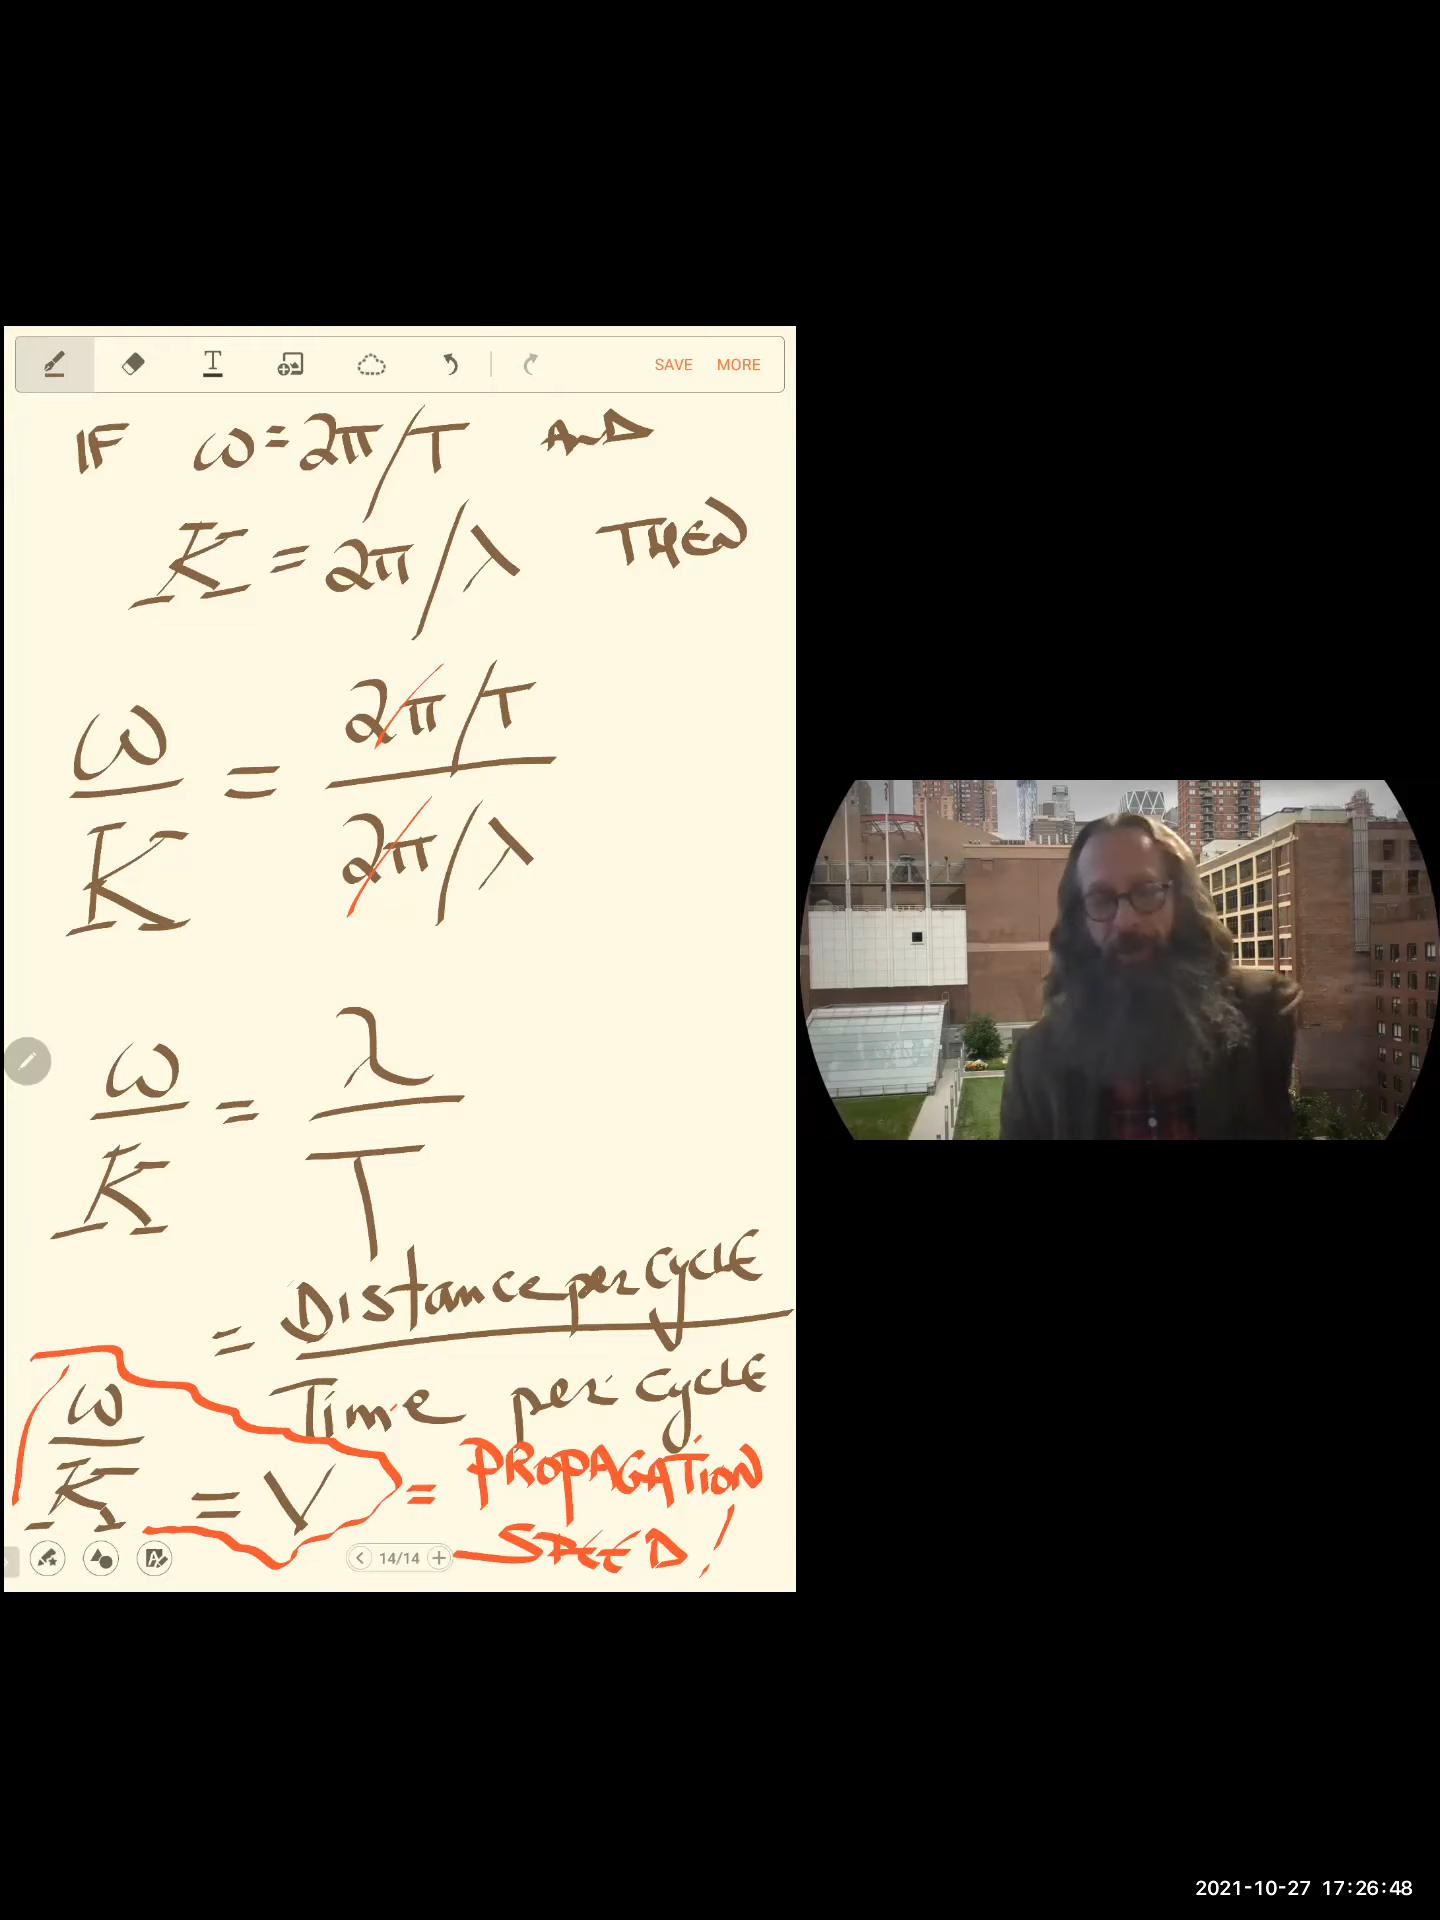 T
SAVE MORE
IF ω = 2π/T AND
K = 2π/λ THEN
ω/K = 2π/T / 2π/λ
ω/K = λ/T
= Distance per cycle / Time per cycle
ω/K = V = PROPAGATION SPEED!
14/14
2021-10-27 17:26:48